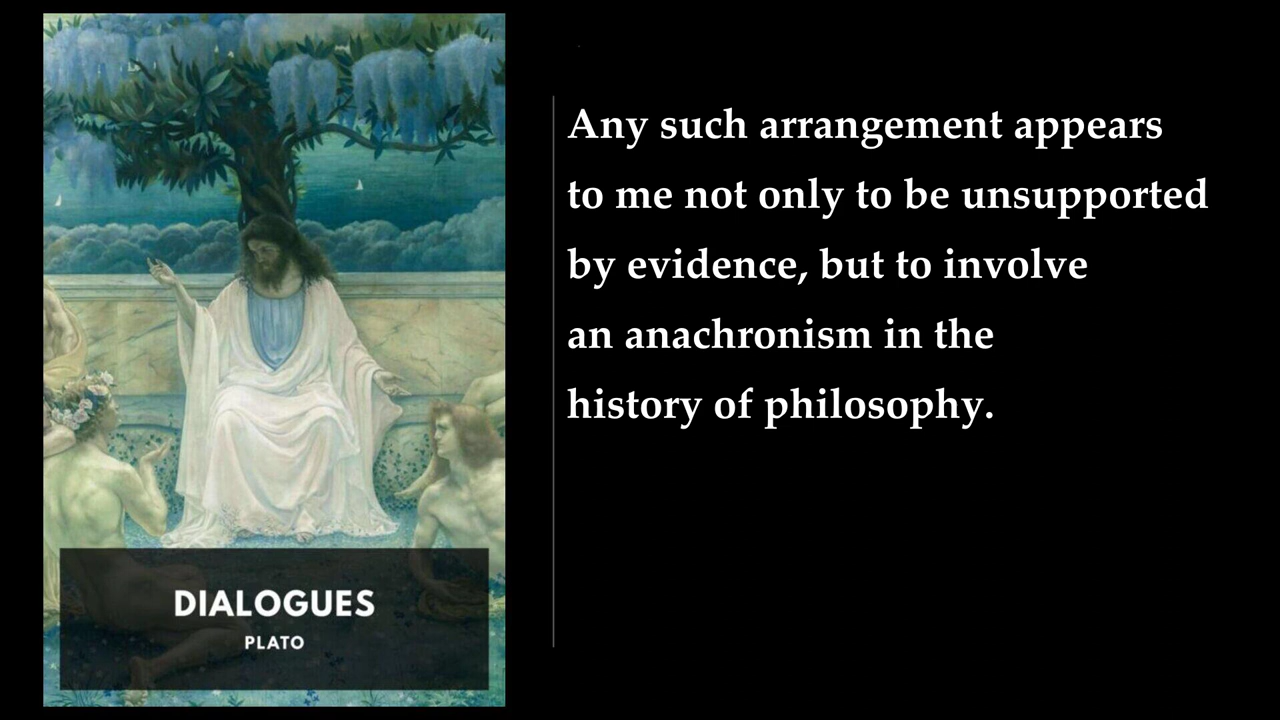 Any such arrangement appears
to me not only to be unsupported
by evidence, but to involve
an anachronism in the
history of philosophy.
DIALOGUES
PLATO